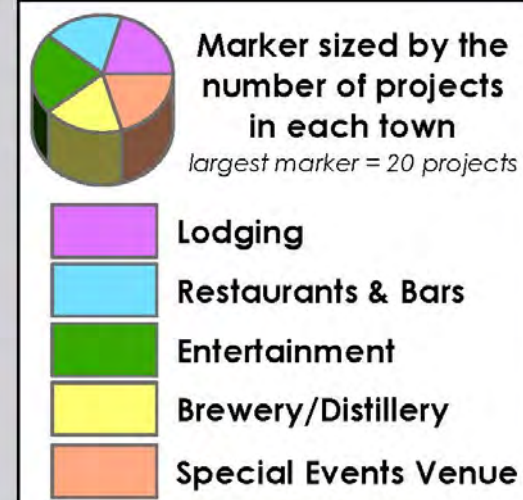 Marker sized by the
number of projects
in each town
largest marker = 20 projects
Lodging
Restaurants & Bars
Entertainment
Brewery/Distillery
Special Events Venue